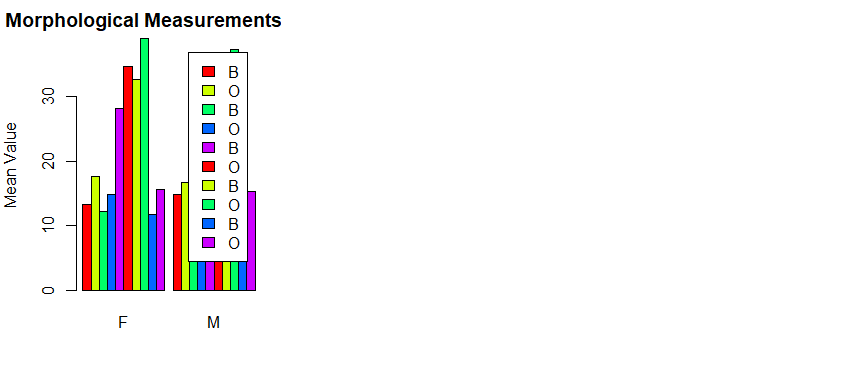 Morphological Measurements
Mean Value
30
20
10
0
B
O
B
O
B
O
B
O
B
O
F M